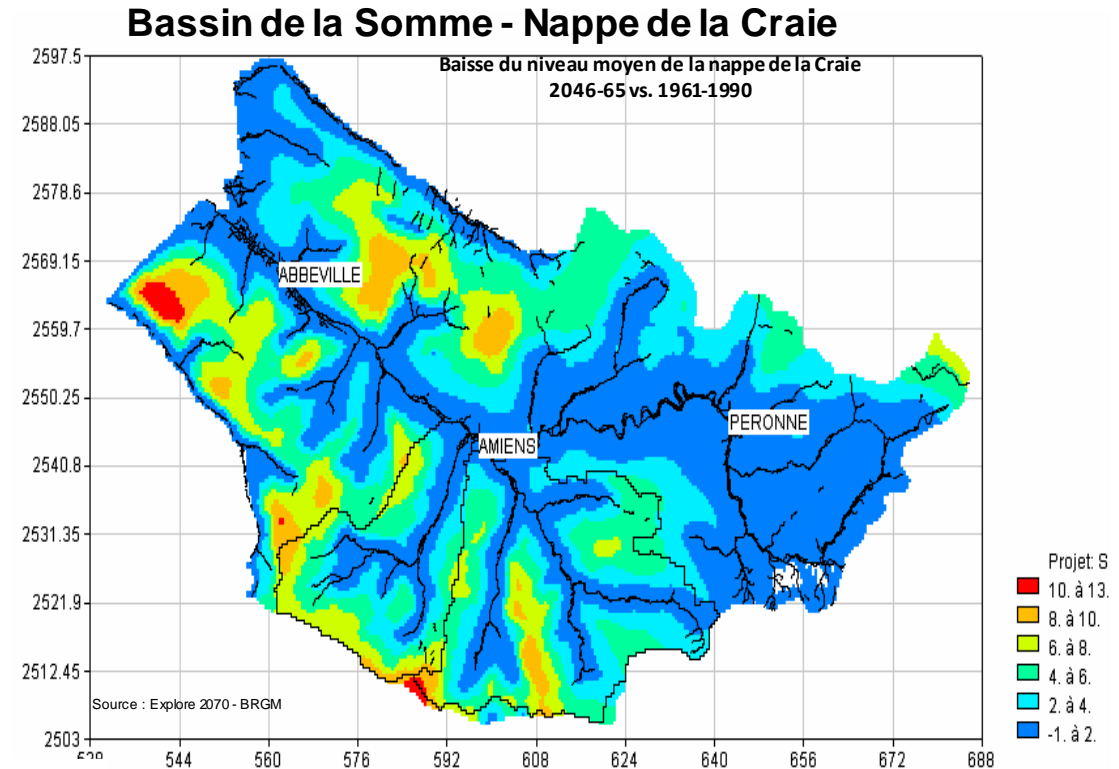 Bassin de la Somme - Nappe de la Craie
Baisse du niveau moyen de la nappe de la Craie
2046-65 vs. 1961-1990
2597.5
2588.05
2578.6
2569.15
2559.7
2550.25
2540.8
2531.35
2521.9
2512.45
2503
ABBEVILLE
AMIENS
PERONNE
Source : Explore 2070 - BRGM
544 560 576 592 608 624 640 656 672 688
Projet S
10. à 13.
8. à 10.
6. à 8.
4. à 6.
2. à 4.
-1. à 2.